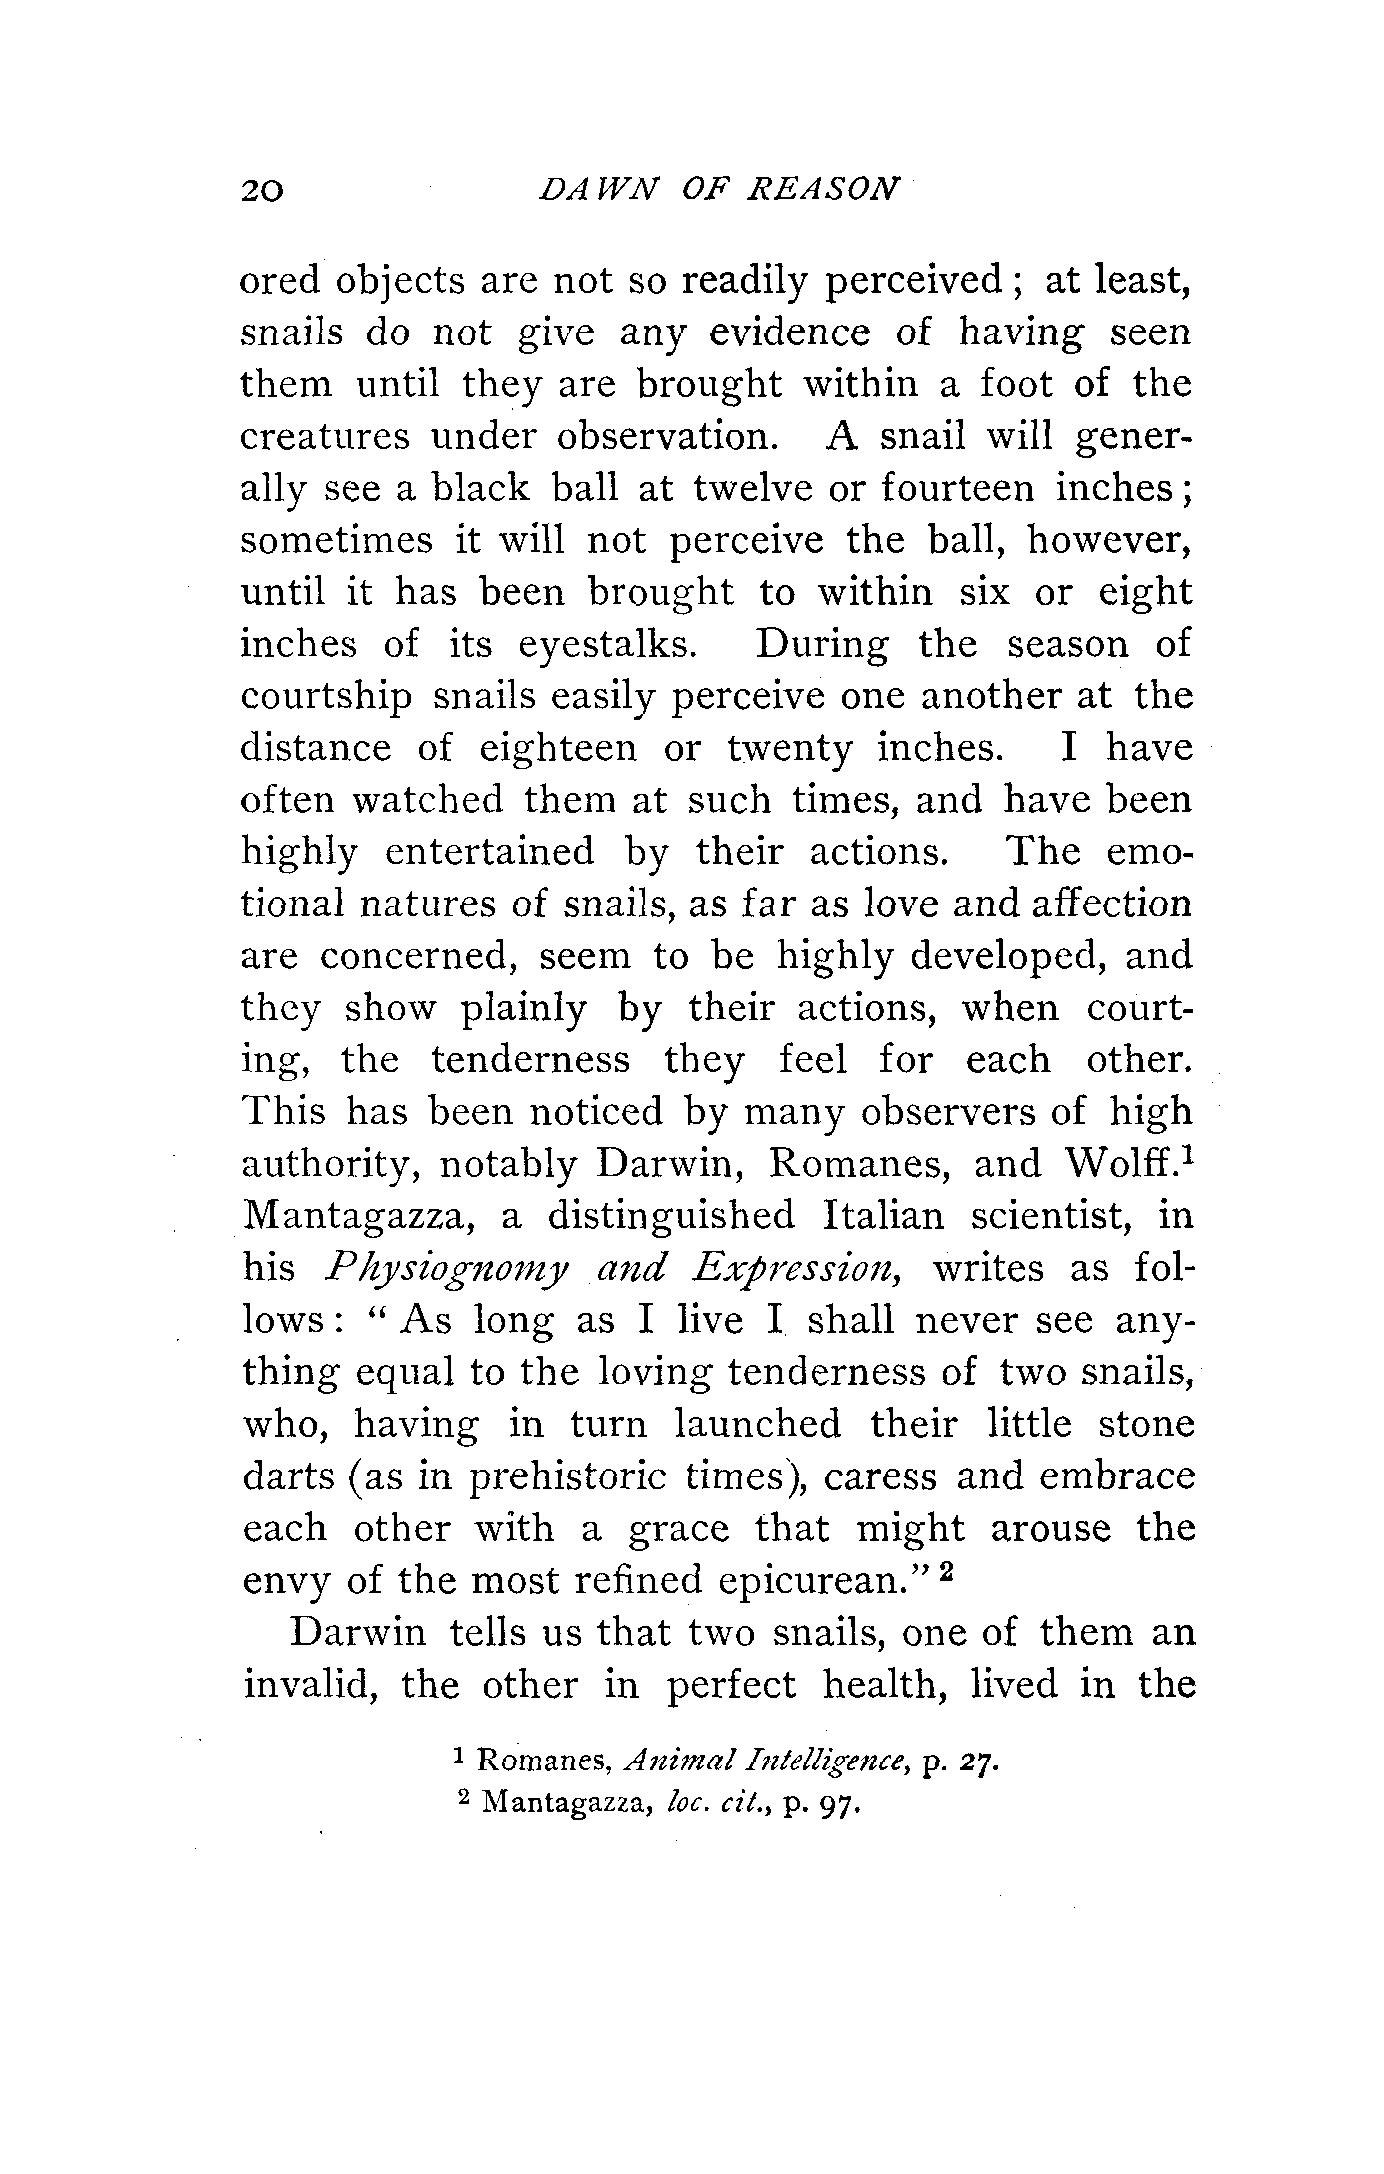 20 DAWN OF REASON
ored objects are not so readily perceived ; at least,
snails do not give any evidence of having seen
them until they are brought within a foot of the
creatures under observation. A snail will gener-
ally see a black ball at twelve or fourteen inches ;
sometimes it will not perceive the ball, however,
until it has been brought to within six or eight
inches of its eyestalks. During the season of
courtship snails easily perceive one another at the
distance of eighteen or twenty inches. I have
often watched them at such times, and have been
highly entertained by their actions. The emo-
tional natures of snails, as far as love and affection
are concerned, seem to be highly developed, and
they show plainly by their actions, when court-
ing, the tenderness they feel for each other.
This has been noticed by many observers of high
authority, notably Darwin, Romanes, and Wolff.¹
Mantagazza, a distinguished Italian scientist, in
his Physiognomy and Expression, writes as fol-
lows : “ As long as I live I shall never see any-
thing equal to the loving tenderness of two snails,
who, having in turn launched their little stone
darts (as in prehistoric times), caress and embrace
each other with a grace that might arouse the
envy of the most refined epicurean.” ²
Darwin tells us that two snails, one of them an
invalid, the other in perfect health, lived in the
¹ Romanes, Animal Intelligence, p. 27.
² Mantagazza, loc. cit., p. 97.